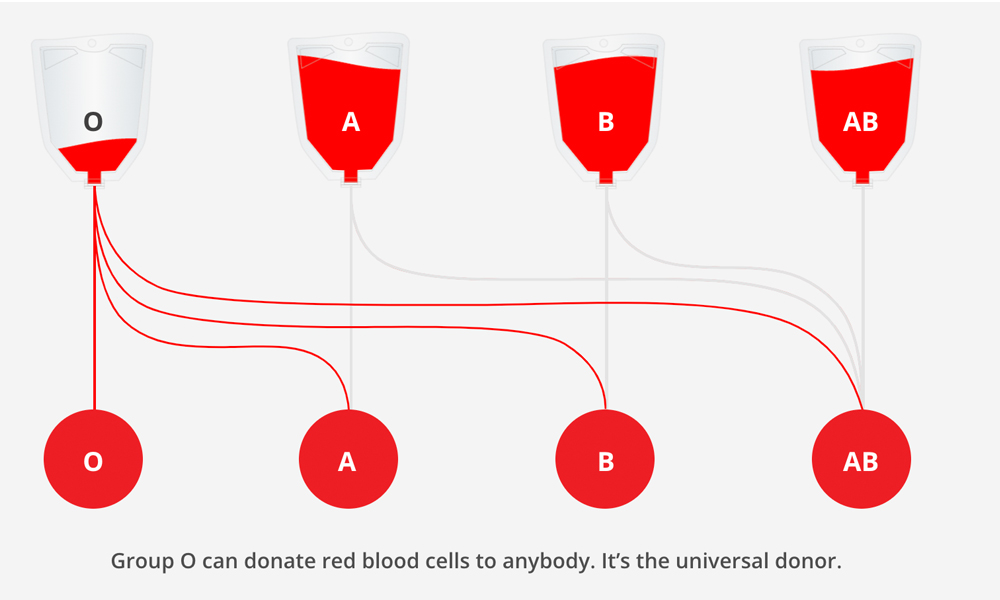 O A B AB
O A B AB
Group O can donate red blood cells to anybody. It’s the universal donor.